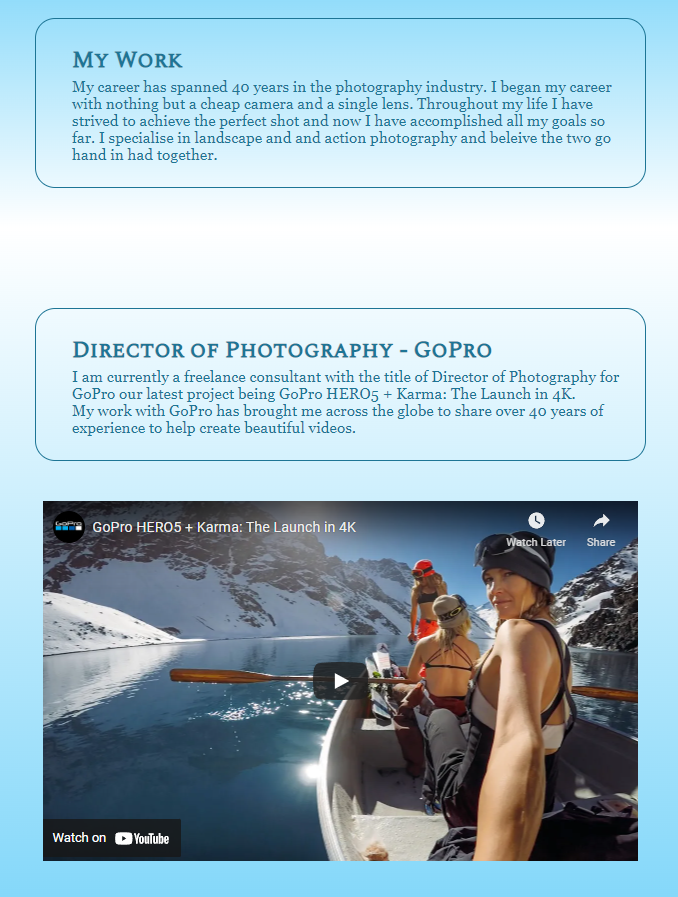 My Work
My career has spanned 40 years in the photography industry. I began my career
with nothing but a cheap camera and a single lens. Throughout my life I have
strived to achieve the perfect shot and now I have accomplished all my goals so
far. I specialise in landscape and and action photography and beleive the two go
hand in had together.
Director of Photography - GoPro
I am currently a freelance consultant with the title of Director of Photography for
GoPro our latest project being GoPro HERO5 + Karma: The Launch in 4K.
My work with GoPro has brought me across the globe to share over 40 years of
experience to help create beautiful videos.
GoPro
GoPro HERO5 + Karma: The Launch in 4K
Watch Later
Share
Watch on YouTube